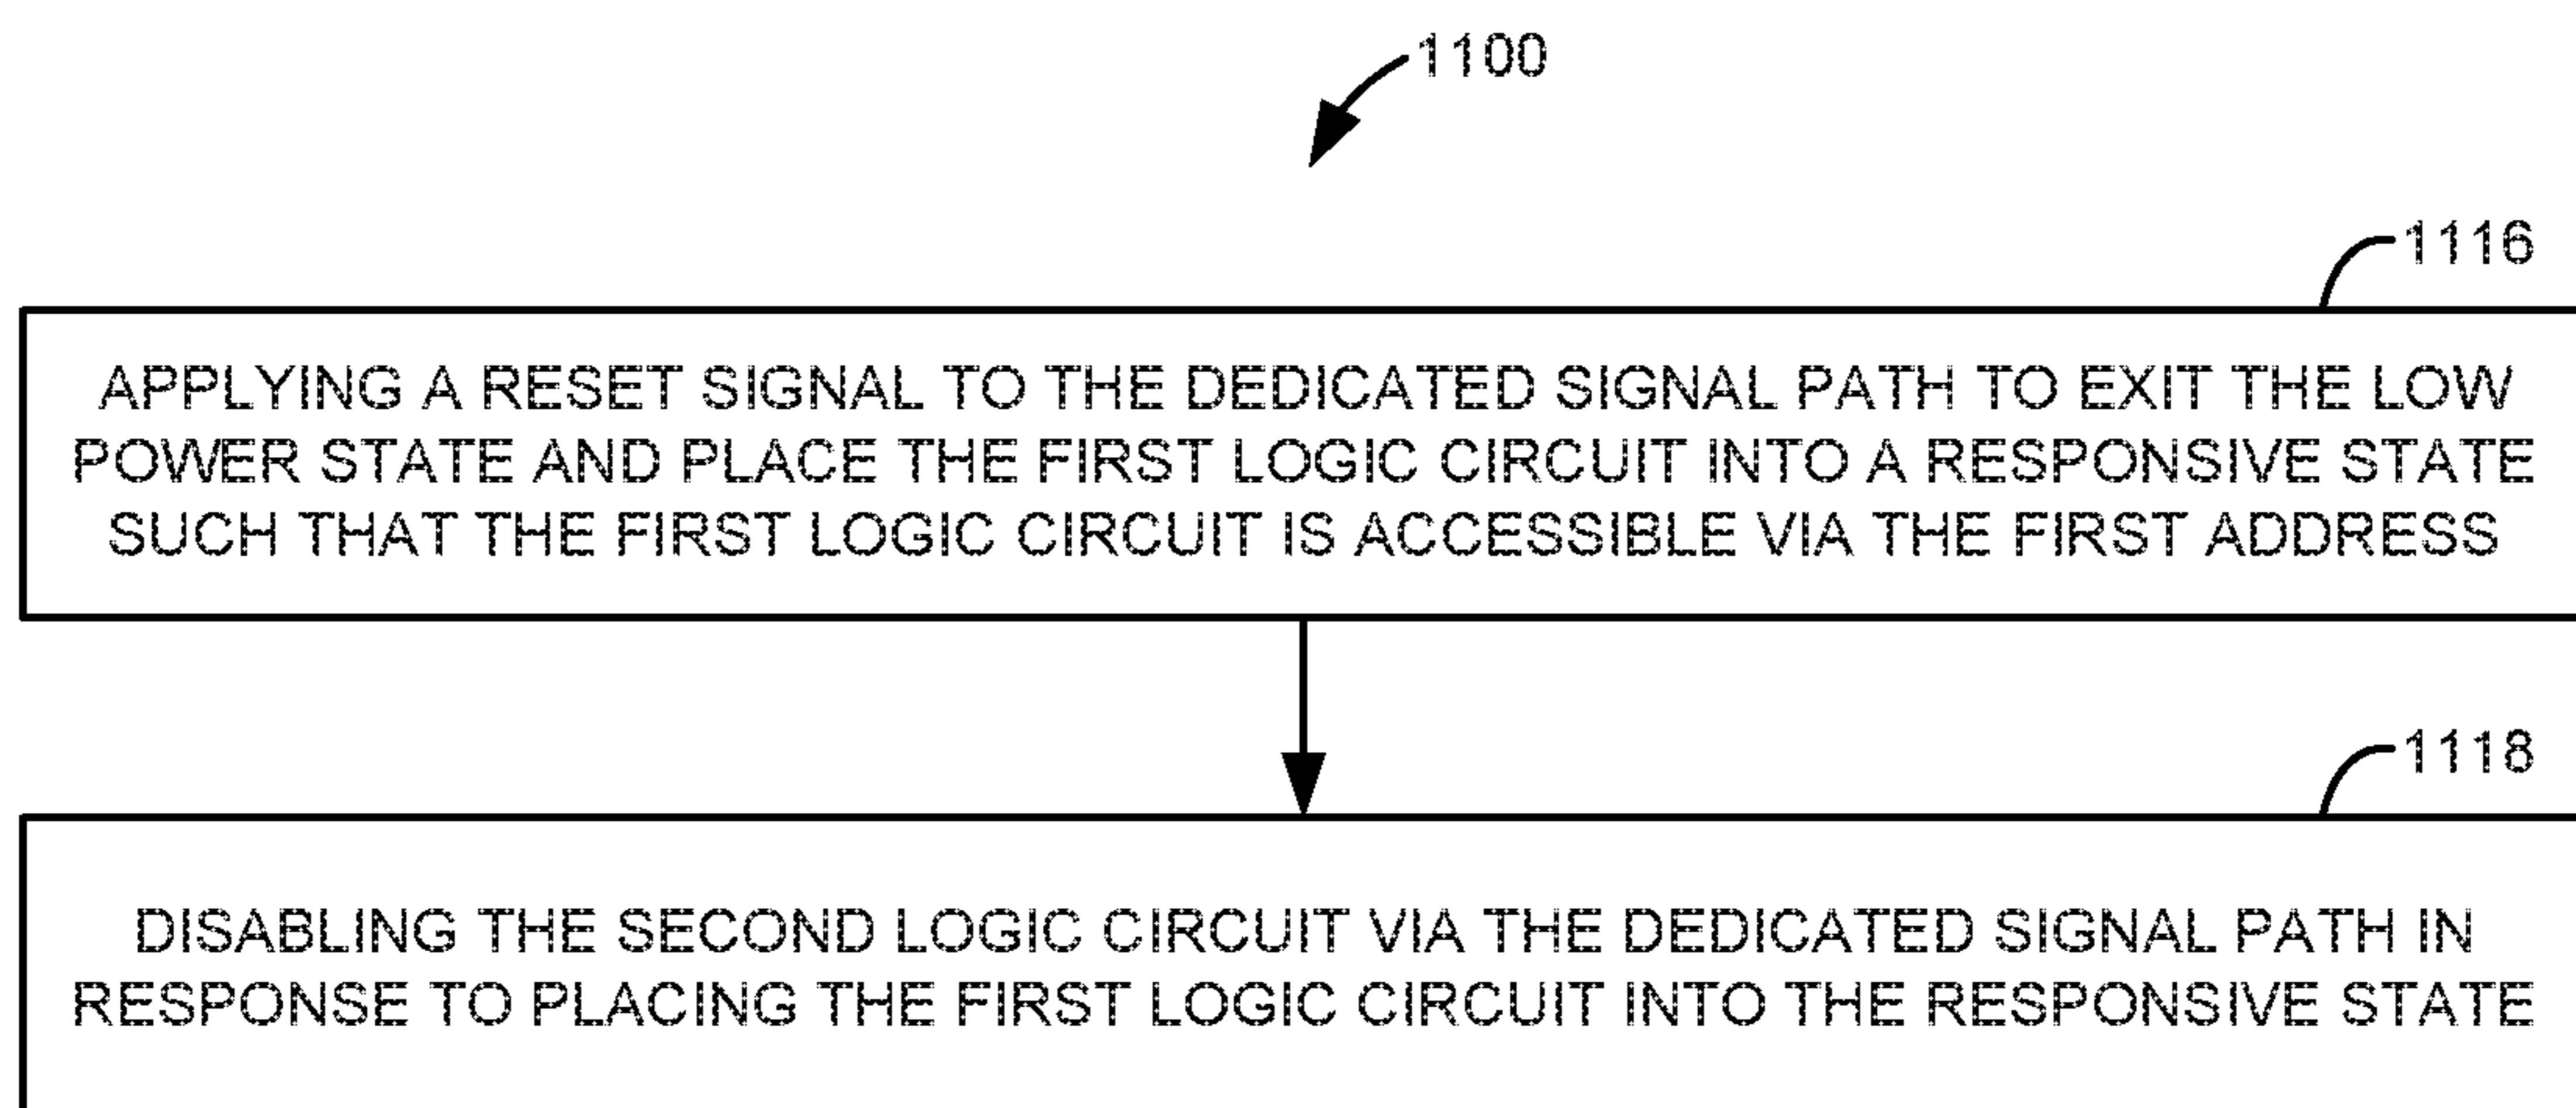 1100
1116
APPLYING A RESET SIGNAL TO THE DEDICATED SIGNAL PATH TO EXIT THE LOW
POWER STATE AND PLACE THE FIRST LOGIC CIRCUIT INTO A RESPONSIVE STATE
SUCH THAT THE FIRST LOGIC CIRCUIT IS ACCESSIBLE VIA THE FIRST ADDRESS
1118
DISABLING THE SECOND LOGIC CIRCUIT VIA THE DEDICATED SIGNAL PATH IN
RESPONSE TO PLACING THE FIRST LOGIC CIRCUIT INTO THE RESPONSIVE STATE